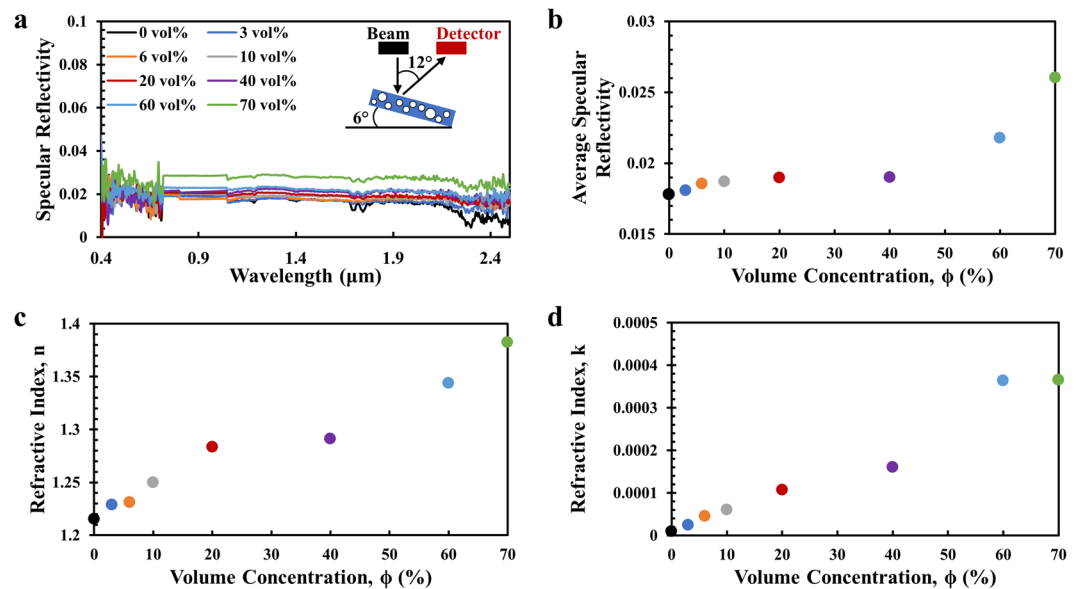 a
Specular Reflectivity
0.1
0.08
0.06
0.04
0.02
0
0 vol%
3 vol%
6 vol%
10 vol%
20 vol%
40 vol%
60 vol%
70 vol%
Beam
Detector
12°
6°
0.4
0.9
1.4
1.9
2.4
Wavelength (μm)
b
Average Specular
Reflectivity
0.03
0.025
0.02
0.015
0
10
20
30
40
50
60
70
Volume Concentration, ϕ (%)
c
Refractive Index, n
1.4
1.35
1.3
1.25
1.2
0
10
20
30
40
50
60
70
Volume Concentration, ϕ (%)
d
Refractive Index, k
0.0005
0.0004
0.0003
0.0002
0.0001
0
0
10
20
30
40
50
60
70
Volume Concentration, ϕ (%)